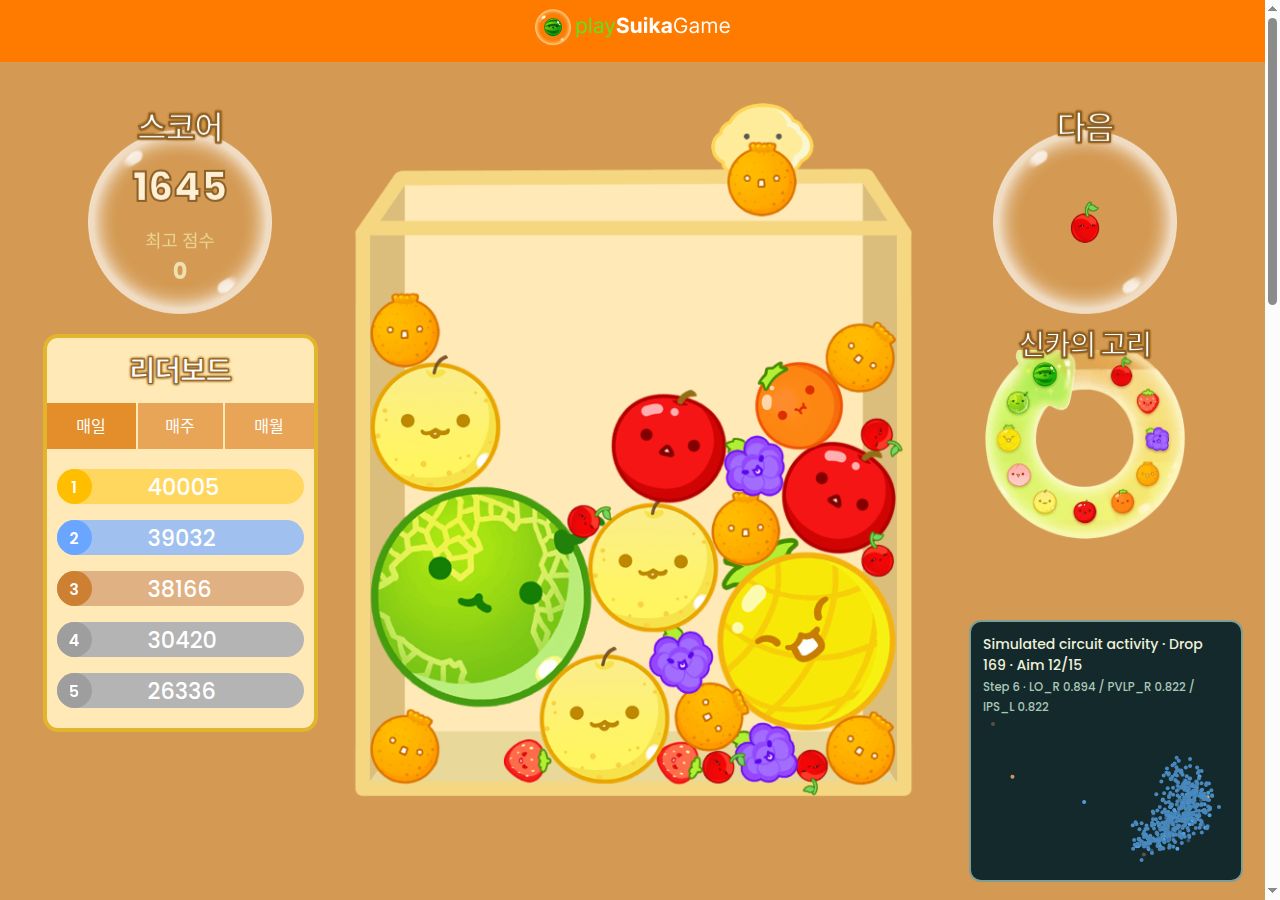 playSuikaGame
스코어
1645
최고 점수
0
리더보드
매일 매주 매월
1 40005
2 39032
3 38166
4 30420
5 26336
다음
신카의 고리
Simulated circuit activity · Drop
169 · Aim 12/15
Step 6 · LO_R 0.894 / PVLP_R 0.822 /
IPS_L 0.822